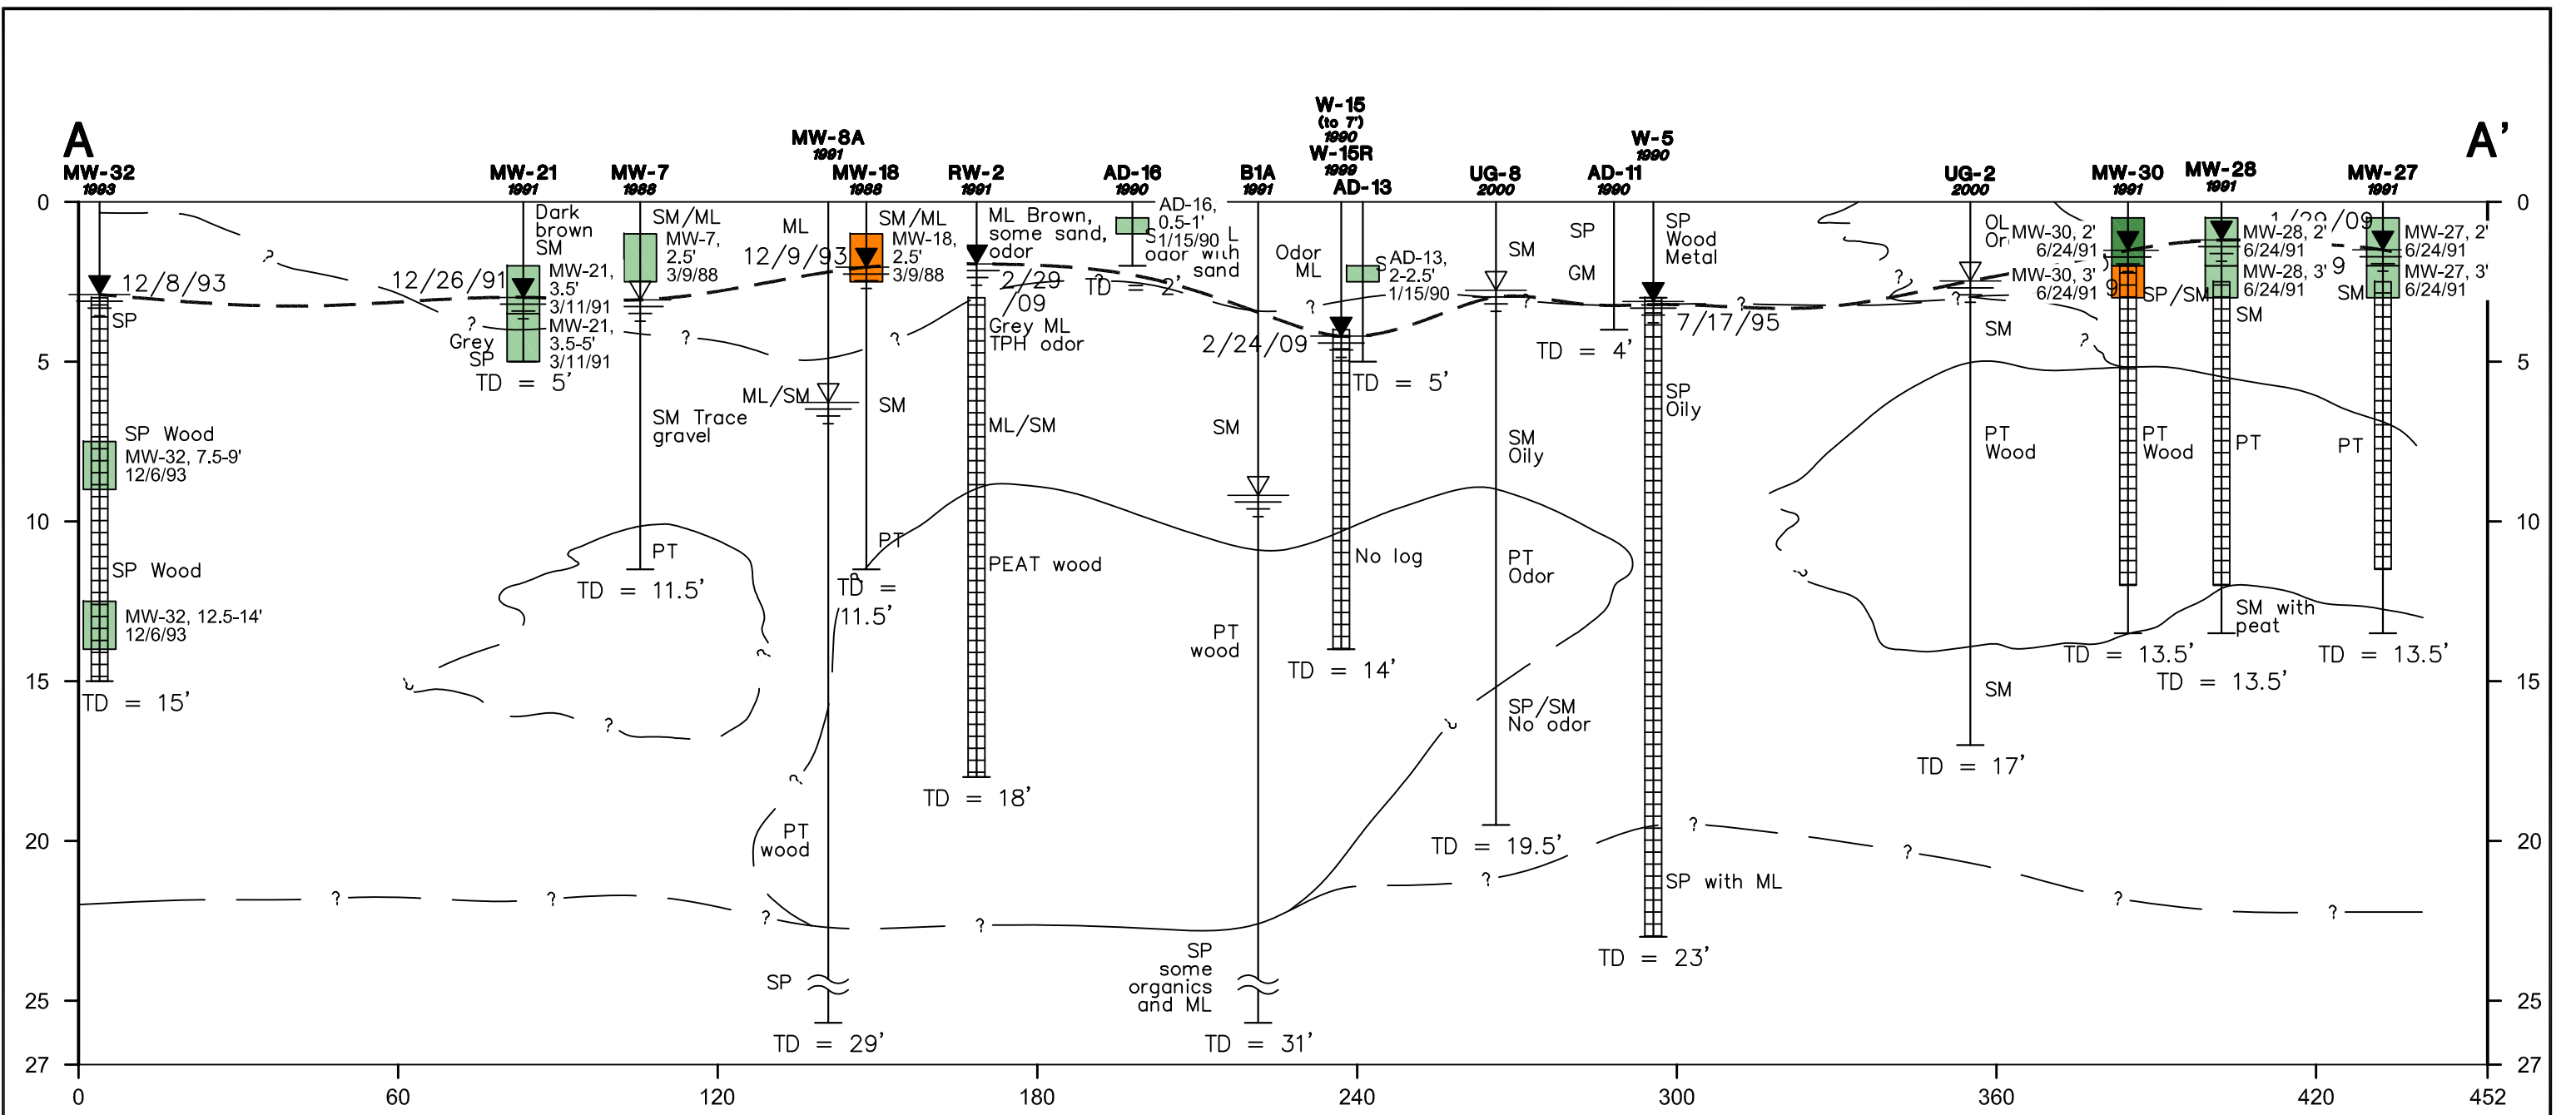 A
A'
MW-32
1993
MW-21
1991
MW-7
1988
MW-8A
1991
MW-18
1988
RW-2
1991
AD-16
1990
B1A
1991
W-15
(to 7')
1990
W-15R
1999
AD-13
UG-8
2000
AD-11
1990
W-5
1990
UG-2
2000
MW-30
1991
MW-28
1991
MW-27
1991
0
5
10
15
20
25
27
0
5
10
15
20
25
27
12/8/93
SP
SP Wood
MW-32, 7.5-9'
12/6/93
SP Wood
MW-32, 12.5-14'
12/6/93
TD = 15'
?
?
Dark
brown
SM
12/26/91
MW-21,
3.5'
3/11/91
MW-21,
3.5-5'
3/11/91
Grey
SP
TD = 5'
SM/ML
MW-7,
2.5'
3/9/88
?
SM Trace
gravel
PT
TD = 11.5'
?
?
?
ML
12/9/93
ML/SM
?
PT
wood
SP
TD = 29'
SM/ML
MW-18,
2.5'
3/9/88
?
SM
PT
?
TD =
11.5'
ML Brown,
some sand,
odor
2/29
/09
Grey ML
TPH odor
ML/SM
PEAT wood
TD = 18'
AD-16,
0.5-1'
1/15/90
odor with
sand
?
TD = 2'
SM
PT
wood
SP
some
organics
and ML
TD = 31'
Odor
ML
?
2/24/09
AD-13,
2-2.5'
1/15/90
TD = 5'
No log
TD = 14'
SM
?
SM
Oily
PT
Odor
?
SP/SM
No odor
TD = 19.5'
SP
GM
TD = 4'
SP
Wood
Metal
?
7/17/95
SP
Oily
SP with ML
TD = 23'
OL
?
SM
?
PT
Wood
?
SM
TD = 17'
MW-30, 2'
6/24/91
MW-30, 3'
6/24/91
SP/SM
PT
Wood
TD = 13.5'
1/29/09
MW-28, 2'
6/24/91
MW-28, 3'
6/24/91
SM
PT
SM with
peat
TD = 13.5'
MW-27, 2'
6/24/91
MW-27, 3'
6/24/91
SM
PT
TD = 13.5'
?
?
?
?
?
?
?
?
?
0
60
120
180
240
300
360
420
452